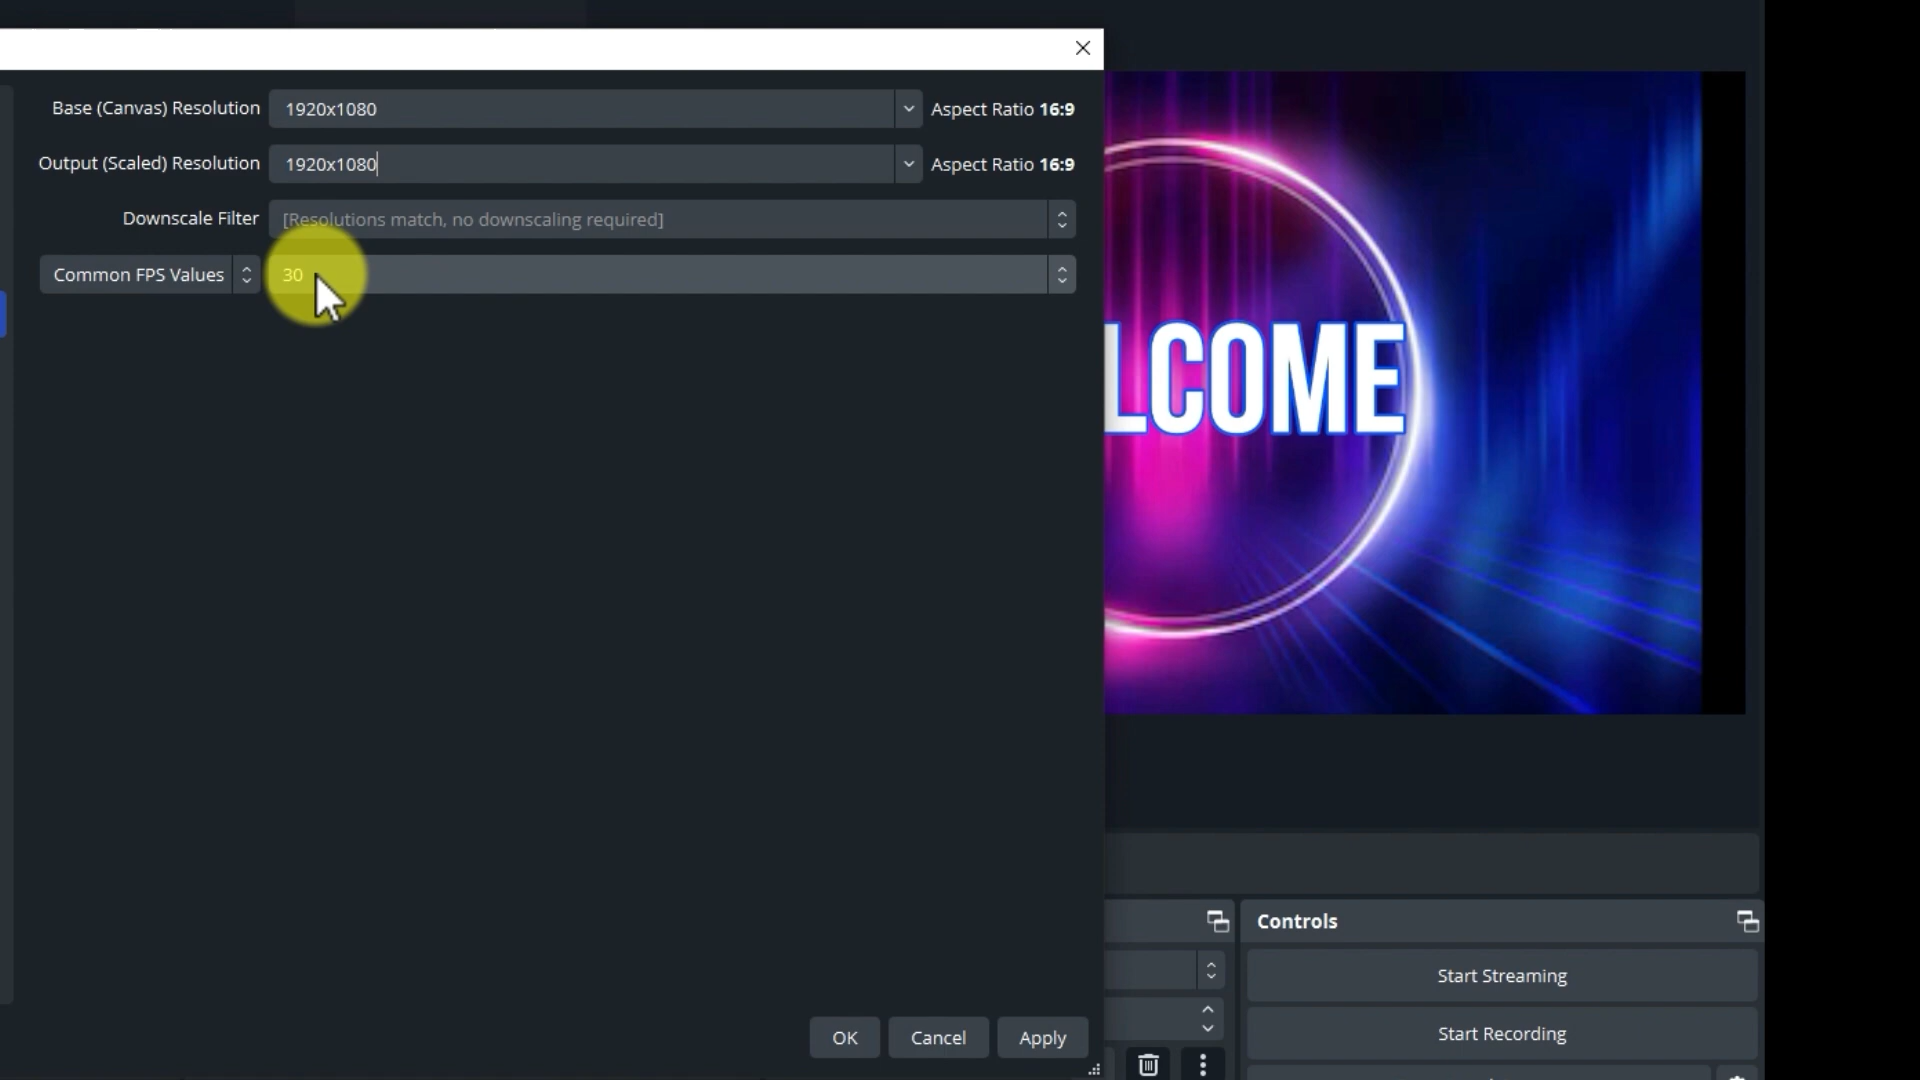 Base (Canvas) Resolution 1920x1080 Aspect Ratio 16:9
Output (Scaled) Resolution 1920x1080 Aspect Ratio 16:9
Downscale Filter [Resolutions match, no downscaling required]
Common FPS Values 30
LCOME
Controls
Start Streaming
Start Recording
OK Cancel Apply